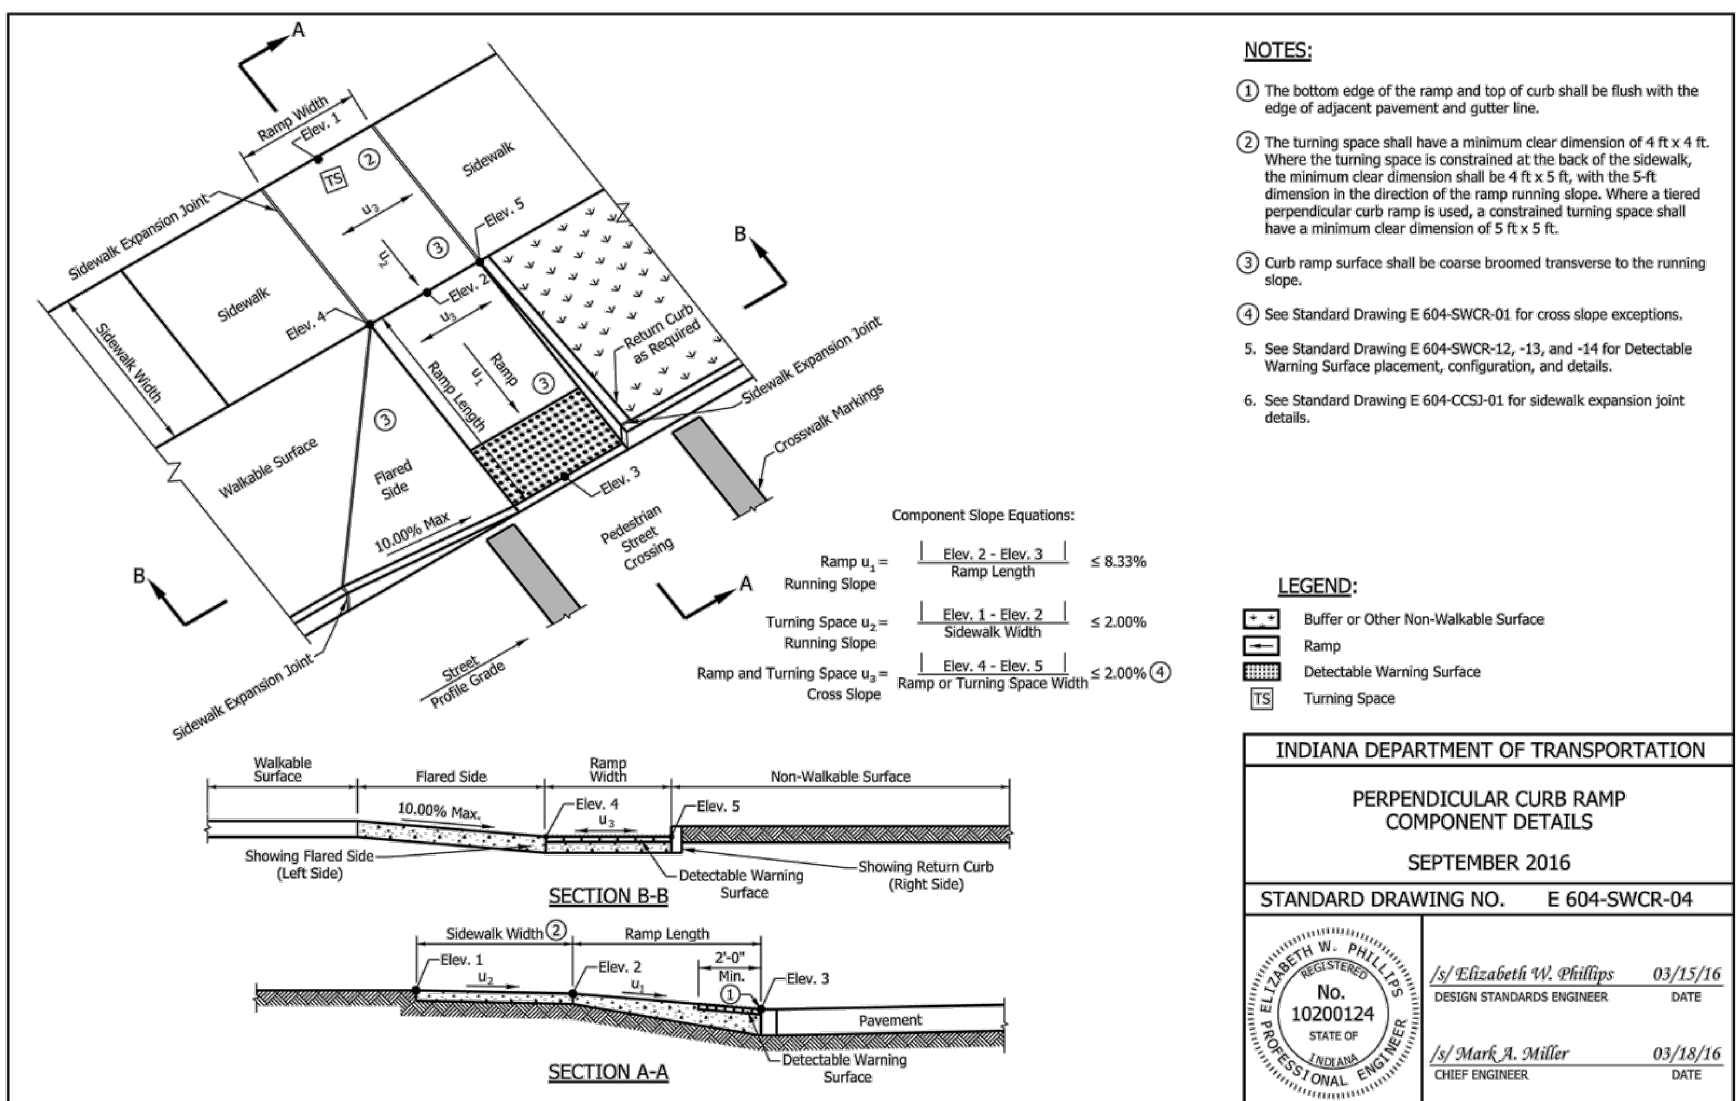 A
Ramp Width
Elev. 1
2
TS
Sidewalk
Sidewalk Expansion Joint
u3
Elev. 5
3
B
u2
Elev. 2
Sidewalk
Elev. 4
u3
Sidewalk Width
Return Curb
as Required
Sidewalk Expansion Joint
Ramp
u1
Ramp Length
3
3
Crosswalk Markings
Walkable Surface
Flared
Side
Elev. 3
10.00% Max
Pedestrian
Street
Crossing
B
A
Street
Profile Grade
Sidewalk Expansion Joint
Component Slope Equations:
Ramp u1 =
Running Slope
| Elev. 2 - Elev. 3 |
Ramp Length
≤ 8.33%
Turning Space u2 =
Running Slope
| Elev. 1 - Elev. 2 |
Sidewalk Width
≤ 2.00%
Ramp and Turning Space u3 =
Cross Slope
| Elev. 4 - Elev. 5 |
Ramp or Turning Space Width
≤ 2.00% 4
Walkable
Surface
Flared Side
Ramp
Width
Non-Walkable Surface
10.00% Max.
Elev. 4
u3
Elev. 5
Showing Flared Side
(Left Side)
Detectable Warning
Surface
Showing Return Curb
(Right Side)
SECTION B-B
Sidewalk Width 2
Ramp Length
Elev. 1
u2
Elev. 2
u1
2'-0"
Min.
1
Elev. 3
Pavement
Detectable Warning
Surface
SECTION A-A
NOTES:
1 The bottom edge of the ramp and top of curb shall be flush with the
edge of adjacent pavement and gutter line.
2 The turning space shall have a minimum clear dimension of 4 ft x 4 ft.
Where the turning space is constrained at the back of the sidewalk,
the minimum clear dimension shall be 4 ft x 5 ft, with the 5-ft
dimension in the direction of the ramp running slope. Where a tiered
perpendicular curb ramp is used, a constrained turning space shall
have a minimum clear dimension of 5 ft x 5 ft.
3 Curb ramp surface shall be coarse broomed transverse to the running
slope.
4 See Standard Drawing E 604-SWCR-01 for cross slope exceptions.
5. See Standard Drawing E 604-SWCR-12, -13, and -14 for Detectable
Warning Surface placement, configuration, and details.
6. See Standard Drawing E 604-CCSJ-01 for sidewalk expansion joint
details.
LEGEND:
Buffer or Other Non-Walkable Surface
Ramp
Detectable Warning Surface
TS Turning Space
INDIANA DEPARTMENT OF TRANSPORTATION
PERPENDICULAR CURB RAMP
COMPONENT DETAILS
SEPTEMBER 2016
STANDARD DRAWING NO. E 604-SWCR-04
ELIZABETH W. PHILLIPS
REGISTERED
No.
10200124
STATE OF
INDIANA
PROFESSIONAL ENGINEER
/s/ Elizabeth W. Phillips 03/15/16
DESIGN STANDARDS ENGINEER DATE
/s/ Mark A. Miller 03/18/16
CHIEF ENGINEER DATE